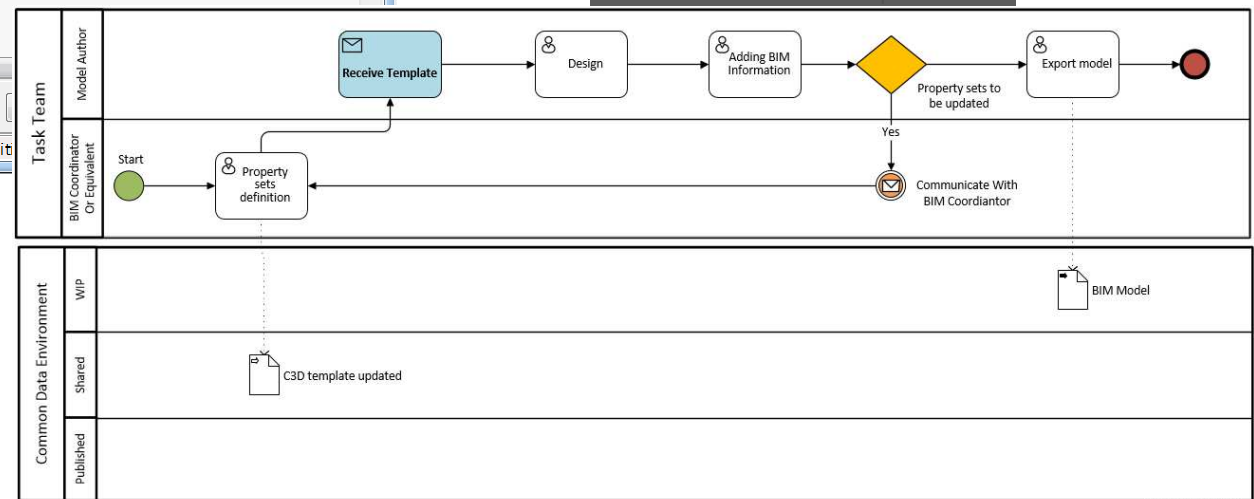 Task Team
Model Author
Receive Template
Design
Adding BIM
Information
Property sets to
be updated
Export model
BIM Coordinator
Or Equivalent
Start
Property
sets
definition
Yes
Communicate With
BIM Coordiantor
Common Data Environment
WIP
BIM Model
Shared
C3D template updated
Published